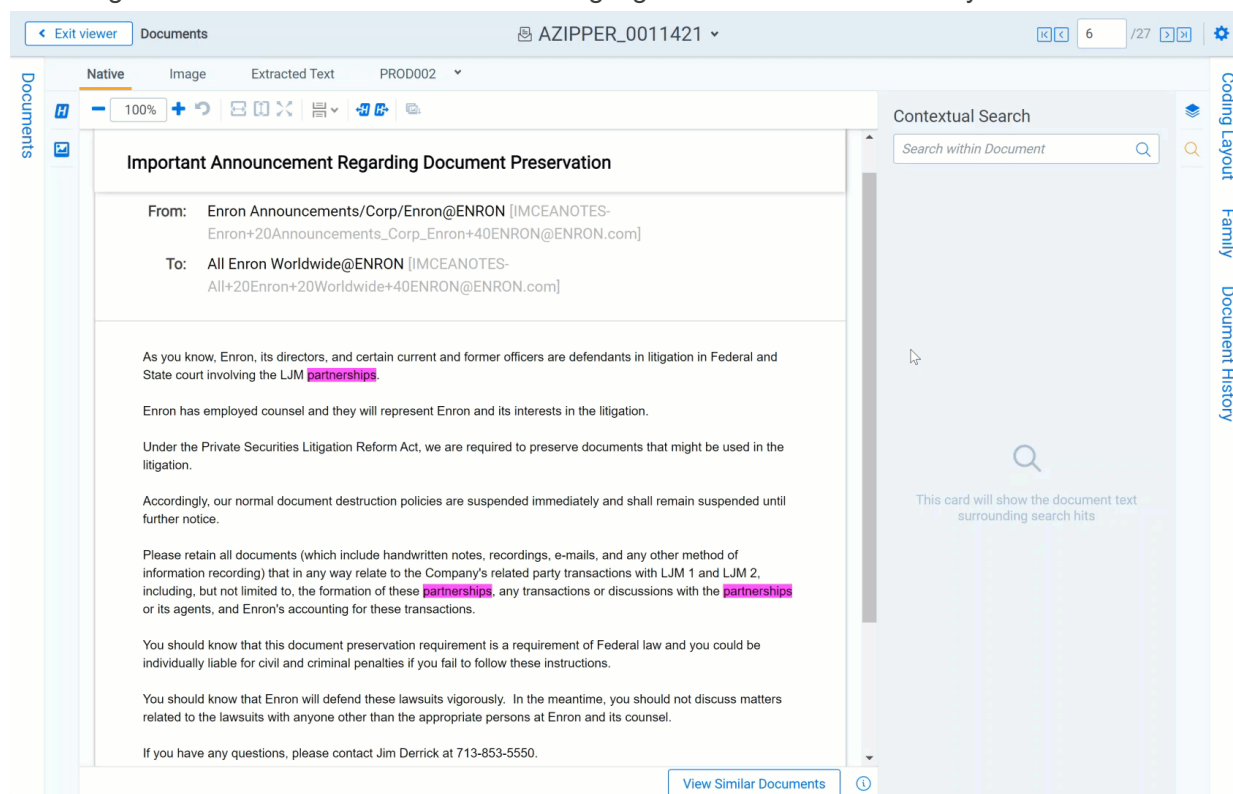 Exit viewer
Documents
AZIPPER_0011421
6
/27
Documents
Native
Image
Extracted Text
PROD002
100%
Important Announcement Regarding Document Preservation
From: Enron Announcements/Corp/Enron@ENRON [IMCEANOTES-
Enron+20Announcements_Corp_Enron+40ENRON@ENRON.com]
To: All Enron Worldwide@ENRON [IMCEANOTES-
All+20Enron+20Worldwide+40ENRON@ENRON.com]
As you know, Enron, its directors, and certain current and former officers are defendants in litigation in Federal and
State court involving the LJM partnerships.
Enron has employed counsel and they will represent Enron and its interests in the litigation.
Under the Private Securities Litigation Reform Act, we are required to preserve documents that might be used in the
litigation.
Accordingly, our normal document destruction policies are suspended immediately and shall remain suspended until
further notice.
Please retain all documents (which include handwritten notes, recordings, e-mails, and any other method of
information recording) that in any way relate to the Company's related party transactions with LJM 1 and LJM 2,
including, but not limited to, the formation of these partnerships, any transactions or discussions with the partnerships
or its agents, and Enron's accounting for these transactions.
You should know that this document preservation requirement is a requirement of Federal law and you could be
individually liable for civil and criminal penalties if you fail to follow these instructions.
You should know that Enron will defend these lawsuits vigorously.  In the meantime, you should not discuss matters
related to the lawsuits with anyone other than the appropriate persons at Enron and its counsel.
If you have any questions, please contact Jim Derrick at 713-853-5550.
View Similar Documents
Contextual Search
Search within Document
This card will show the document text
surrounding search hits
Coding Layout
Family
Document History